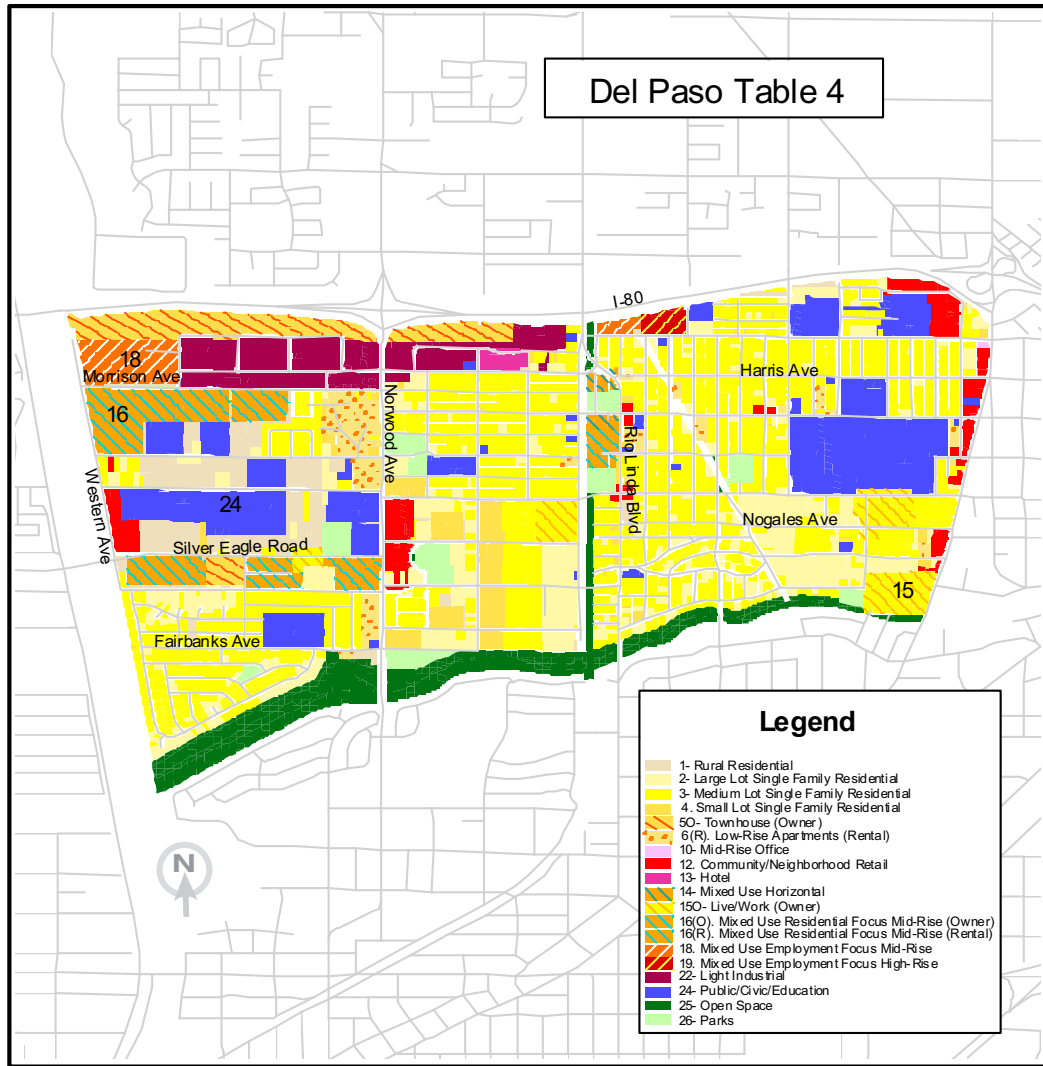 Del Paso Table 4
I-80
18
Morrison Ave
Harris Ave
16
Norwood Ave
Rio Linda Blvd
Western Ave
24
Nogales Ave
Silver Eagle Road
15
Fairbanks Ave
Legend
1- Rural Residential
2- Large Lot Single Family Residential
3- Medium Lot Single Family Residential
4. Small Lot Single Family Residential
5O- Townhouse (Owner)
6(R). Low-Rise Apartments (Rental)
10- Mid-Rise Office
12. Community/Neighborhood Retail
13- Hotel
14- Mixed Use Horizontal
15O- Live/Work (Owner)
16(O). Mixed Use Residential Focus Mid-Rise (Owner)
16(R). Mixed Use Residential Focus Mid-Rise (Rental)
18. Mixed Use Employment Focus Mid-Rise
19. Mixed Use Employment Focus High-Rise
22- Light Industrial
24- Public/Civic/Education
25- Open Space
26- Parks
N